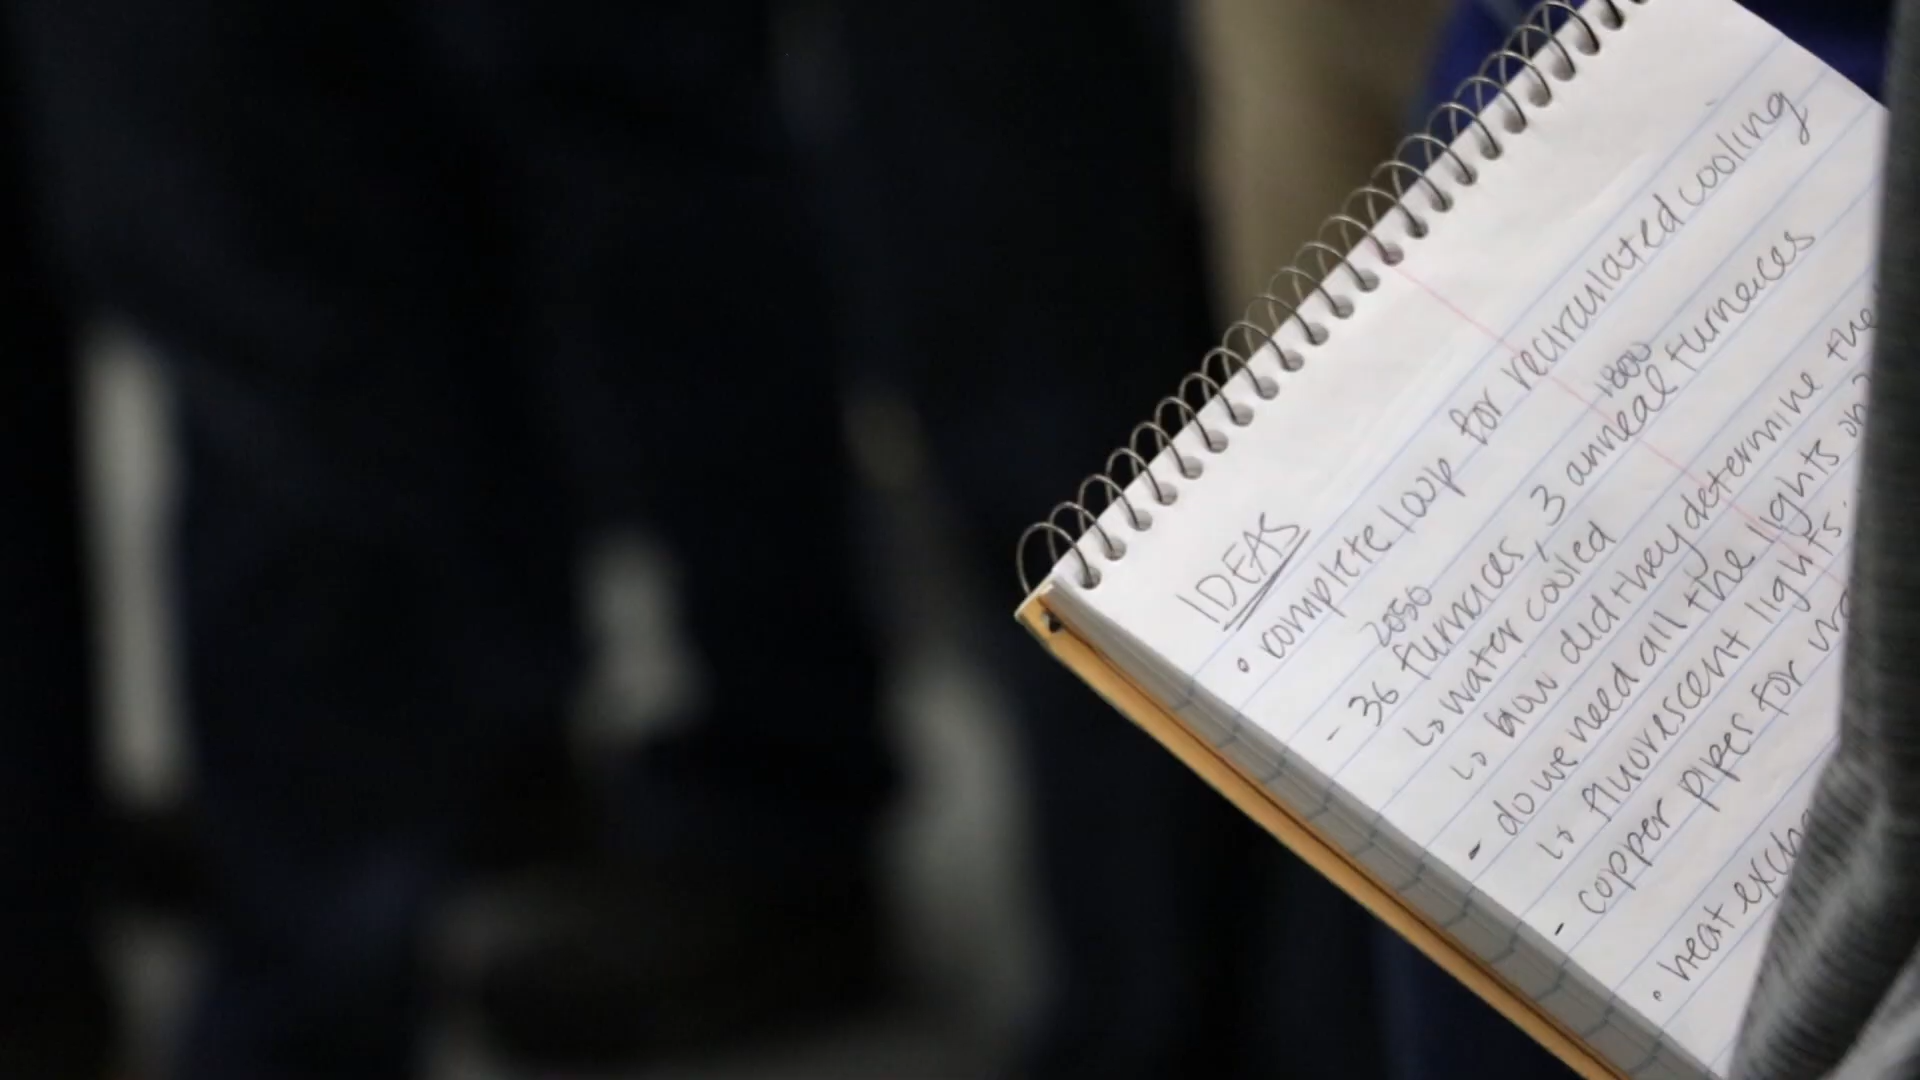 IDEAS
• complete loop for recirculated cooling
2050 1800
- 36 furnaces, 3 anneal furnaces
↳ water cooled
↳ how did they determine the
- do we need all the lights on?
↳ fluorescent lights.
- copper pipes for
• heat